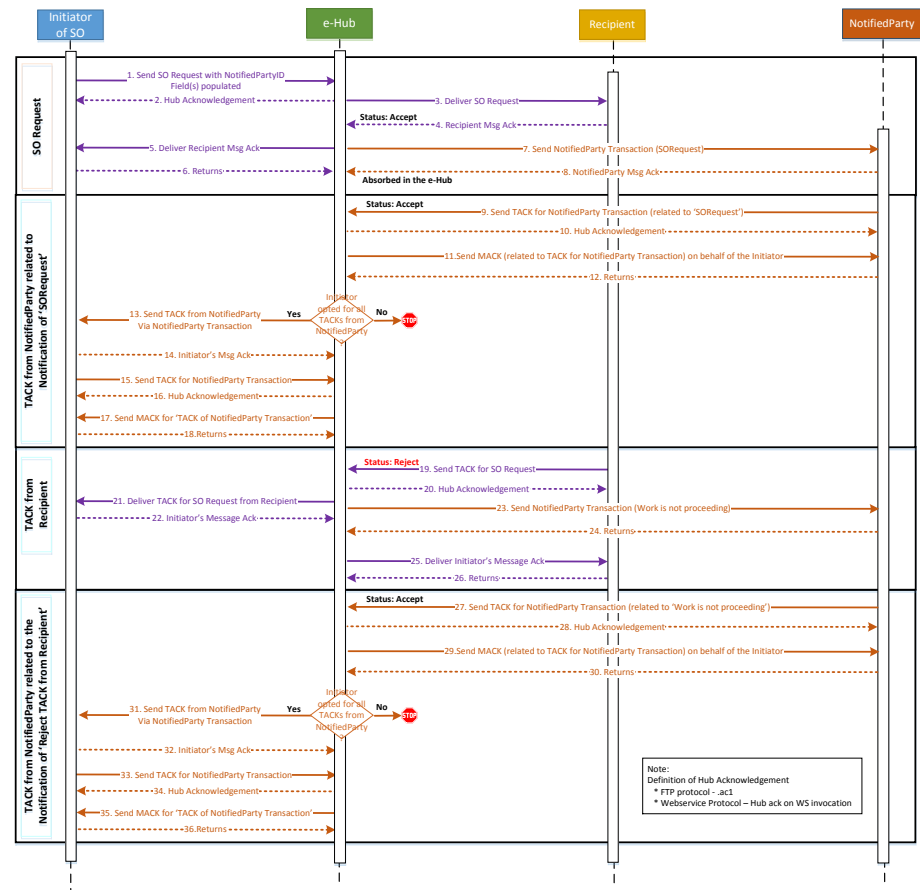 Initiator
of SO
e-Hub
Recipient
NotifiedParty
SO Request
1. Send SO Request with NotifiedPartyID
Field(s) populated
2. Hub Acknowledgement
3. Deliver SO Request
Status: Accept
4. Recipient Msg Ack
5. Deliver Recipient Msg Ack
7. Send NotifiedParty Transaction (SORequest)
6. Returns
8. NotifiedParty Msg Ack
Absorbed in the e-Hub
TACK from NotifiedParty related to
Notification of ‘SORequest’
Status: Accept
9. Send TACK for NotifiedParty Transaction (related to ‘SORequest’)
10. Hub Acknowledgement
11.Send MACK (related to TACK for NotifiedParty Transaction) on behalf of the Initiator
12. Returns
Initiator
opted for all
TACKs from
NotifiedParty
?
13. Send TACK from NotifiedParty
Via NotifiedParty Transaction
Yes
No
STOP
14. Initiator’s Msg Ack
15. Send TACK for NotifiedParty Transaction
16. Hub Acknowledgement
17. Send MACK for ‘TACK of NotifiedParty Transaction’
18.Returns
TACK from
Recipient
Status: Reject
19. Send TACK for SO Request
20. Hub Acknowledgement
21. Deliver TACK for SO Request from Recipient
22. Initiator’s Message Ack
23. Send NotifiedParty Transaction (Work is not proceeding)
24. Returns
25. Deliver Initiator’s Message Ack
26. Returns
TACK from NotifiedParty related to the
Notification of ‘Reject TACK from Recipient’
Status: Accept
27. Send TACK for NotifiedParty Transaction (related to ‘Work is not proceeding’)
28. Hub Acknowledgement
29.Send MACK (related to TACK for NotifiedParty Transaction) on behalf of the Initiator
30. Returns
Initiator
opted for all
TACKs from
NotifiedParty
?
31. Send TACK from NotifiedParty
Via NotifiedParty Transaction
Yes
No
STOP
32. Initiator’s Msg Ack
33. Send TACK for NotifiedParty Transaction
34. Hub Acknowledgement
35. Send MACK for ‘TACK of NotifiedParty Transaction’
36.Returns
Note:
Definition of Hub Acknowledgement
* FTP protocol - .ac1
* Webservice Protocol – Hub ack on WS invocation